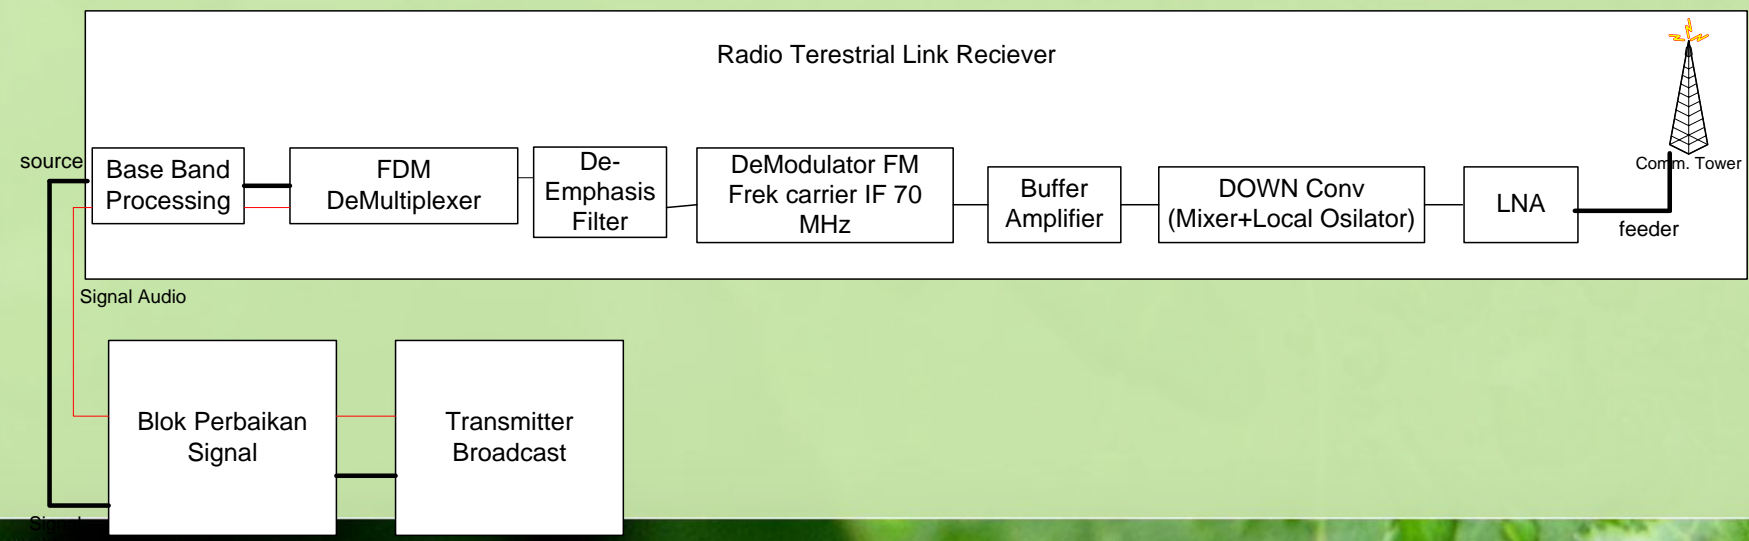 Radio Terestrial Link Reciever
source
Base Band
Processing
FDM
DeMultiplexer
De-
Emphasis
Filter
DeModulator FM
Frek carrier IF 70
MHz
Buffer
Amplifier
DOWN Conv
(Mixer+Local Osilator)
LNA
Comm. Tower
feeder
Signal Audio
Blok Perbaikan
Signal
Transmitter
Broadcast